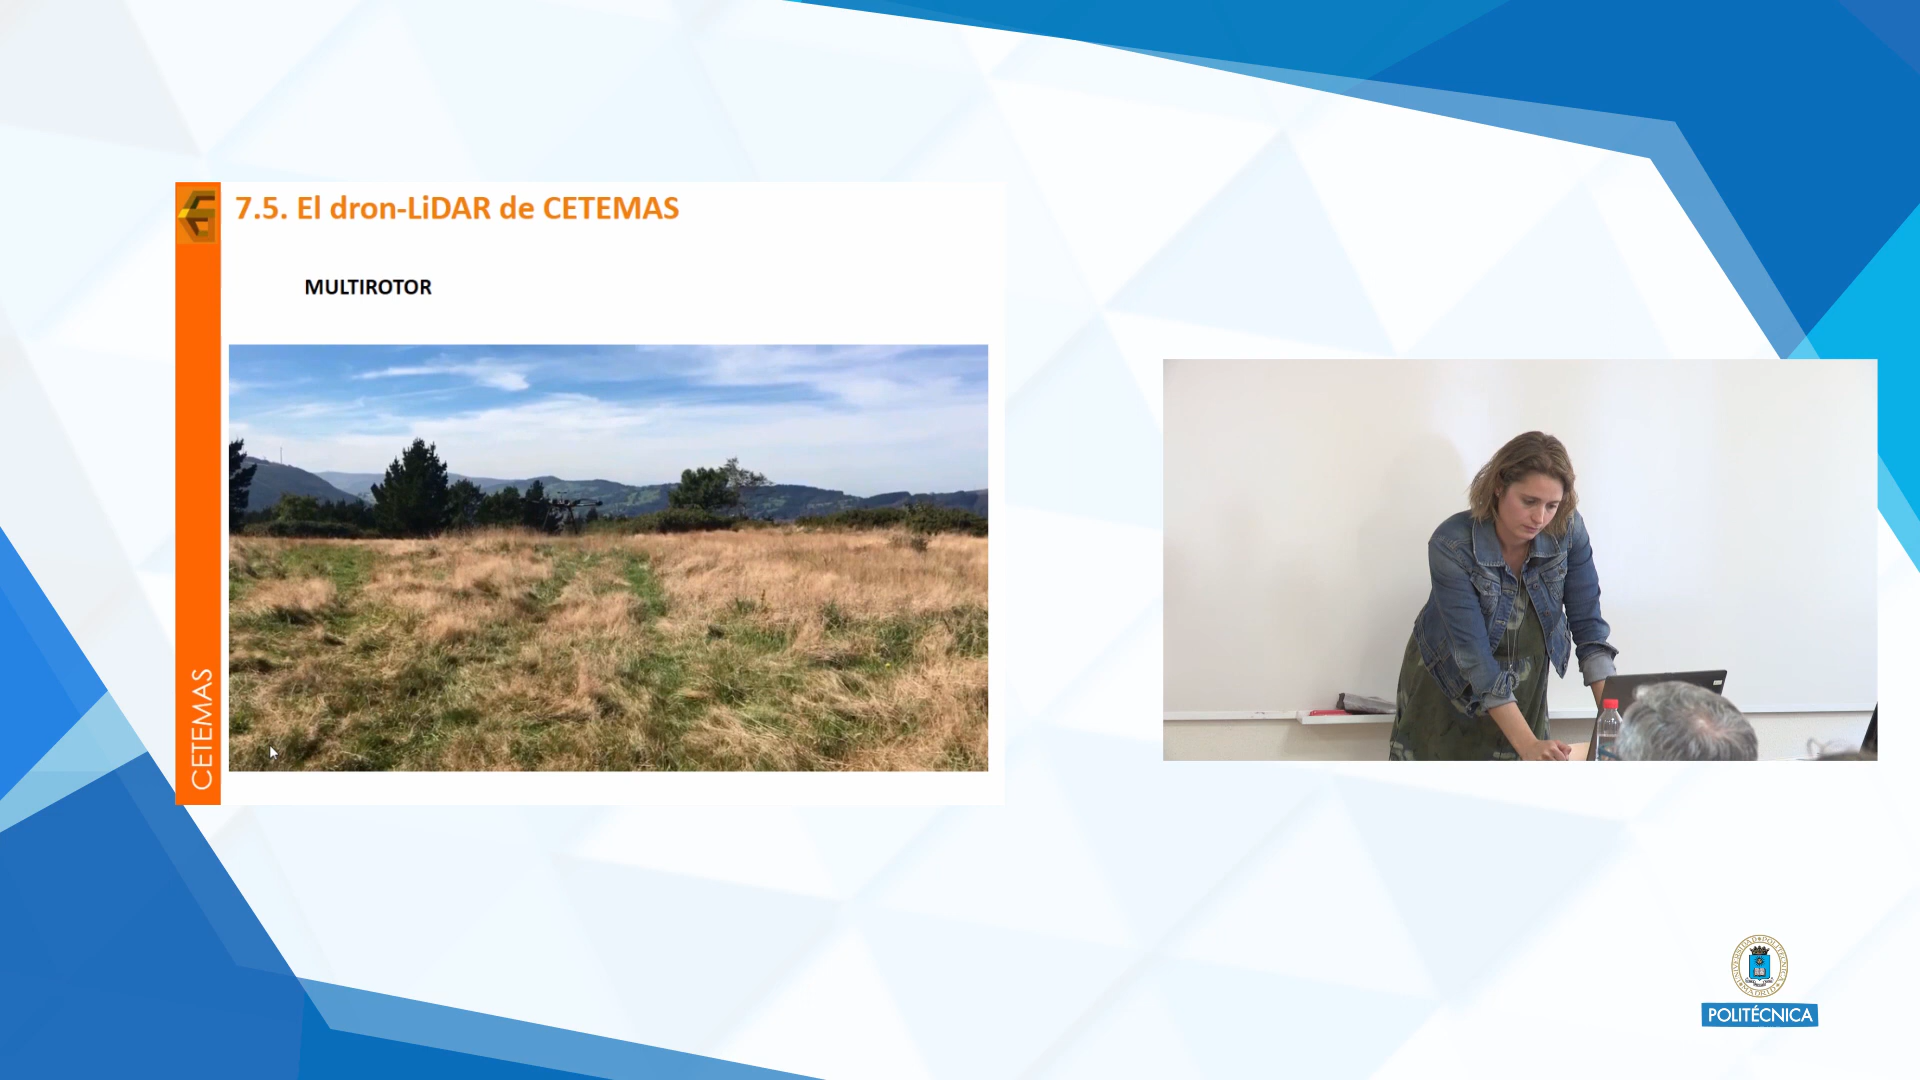 7.5. El dron-LiDAR de CETEMAS
MULTIROTOR
CETEMAS
POLITÉCNICA